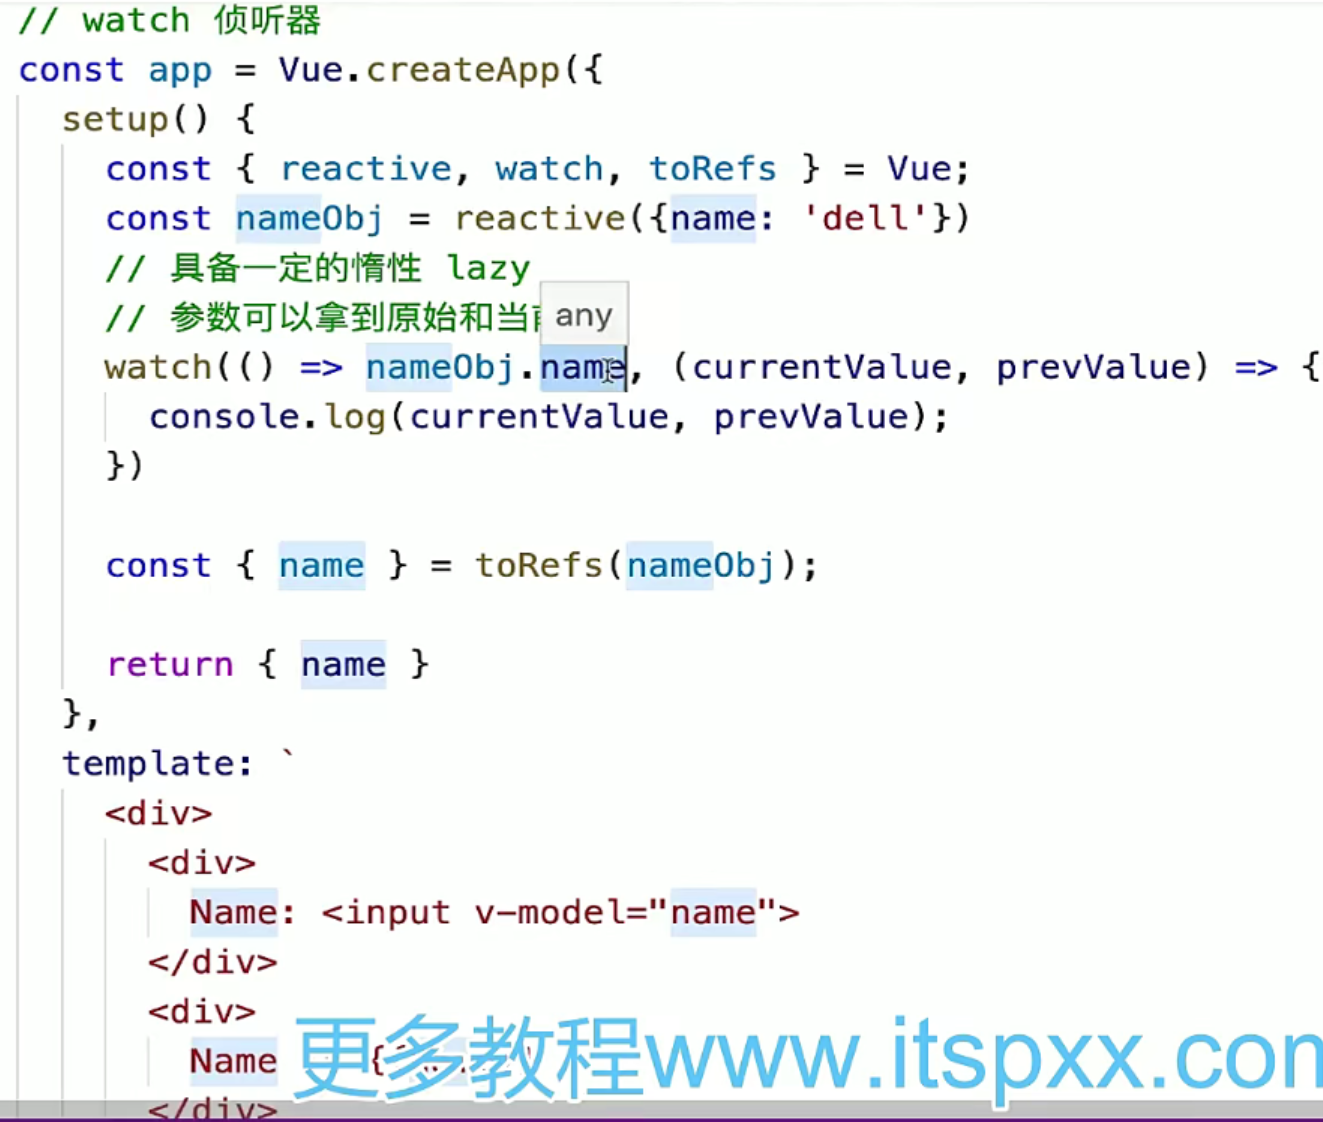 // watch 侦听器
const app = Vue.createApp({
setup() {
const { reactive, watch, toRefs } = Vue;
const nameObj = reactive({name: 'dell'})
// 具备一定的惰性 lazy
// 参数可以拿到原始和当
any
watch(() => nameObj.name, (currentValue, prevValue) => {
console.log(currentValue, prevValue);
})
const { name } = toRefs(nameObj);
return { name }
},
template: `
<div>
<div>
Name: <input v-model="name">
</div>
<div>
Name
更多教程www.itspxx.com
</div>